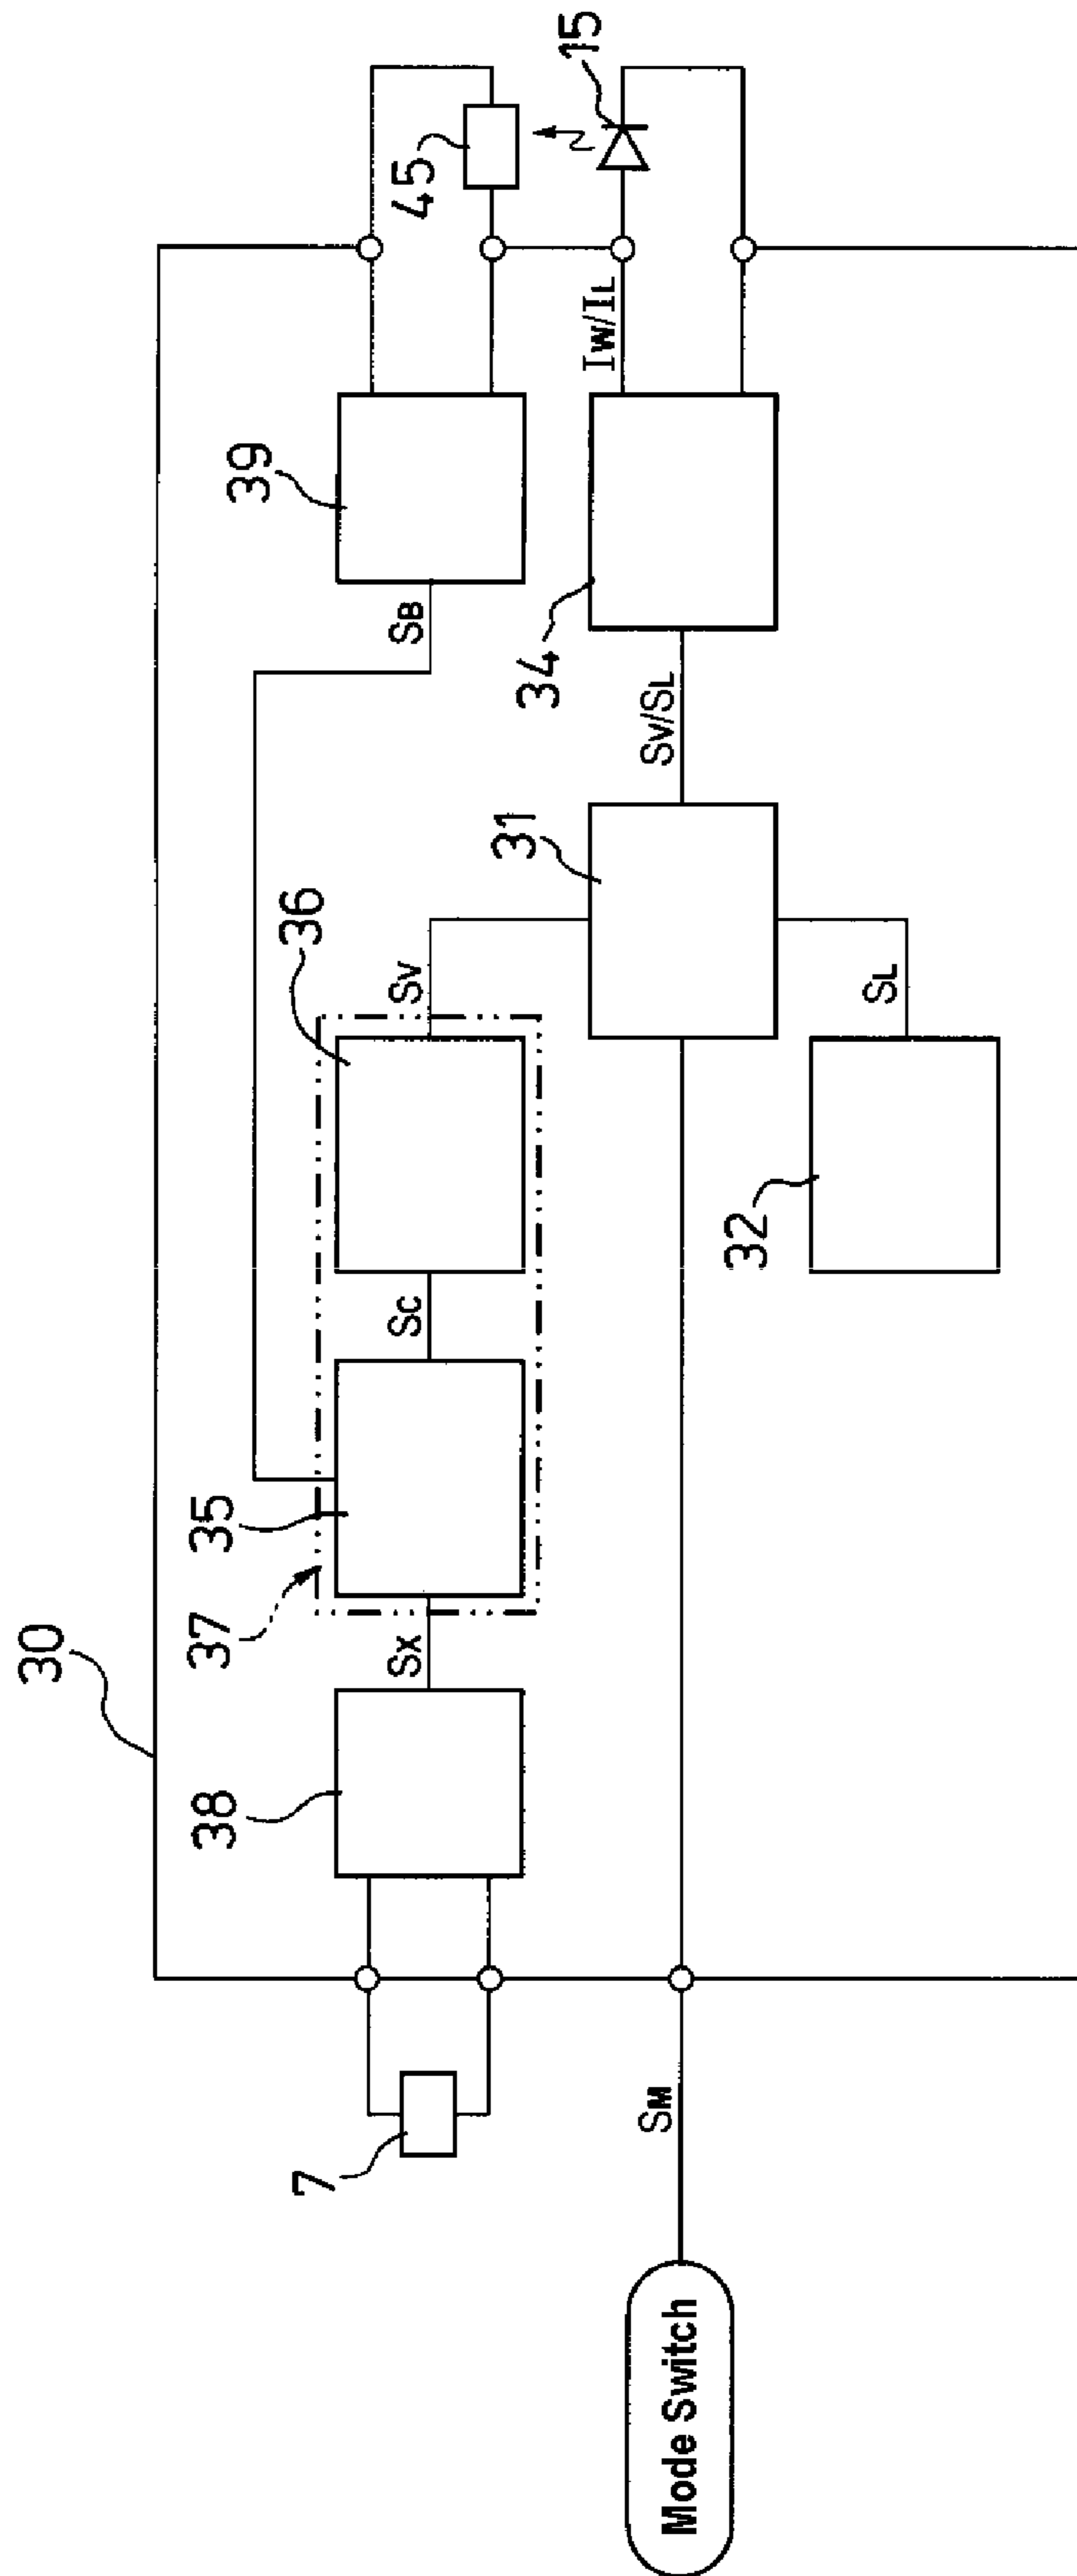 30
37
35
36
38
39
SB
45
15
7
SX
SC
SV
31
34
IW/IL
SV/SL
SM
Mode Switch
32
SL